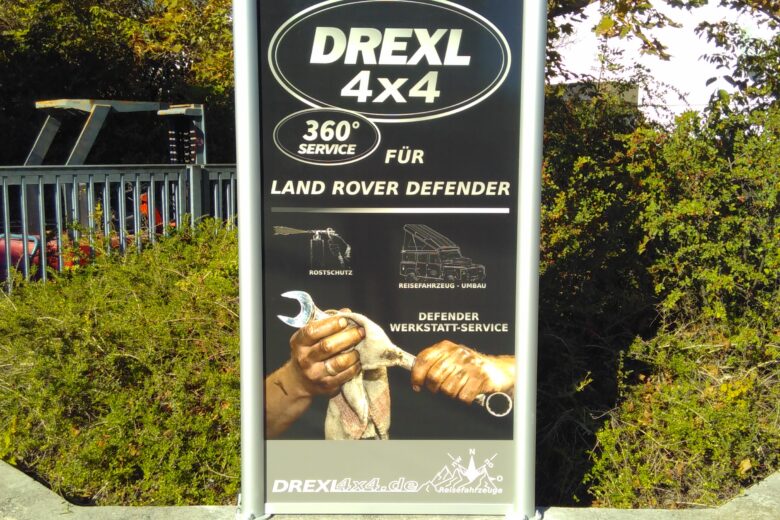 DREXL
4x4
360°
SERVICE
FÜR
LAND ROVER DEFENDER
ROSTSCHUTZ
REISEFAHRZEUG - UMBAU
DEFENDER
WERKSTATT-SERVICE
N
W
O
DREXL4x4.de
Reisefahrzeuge